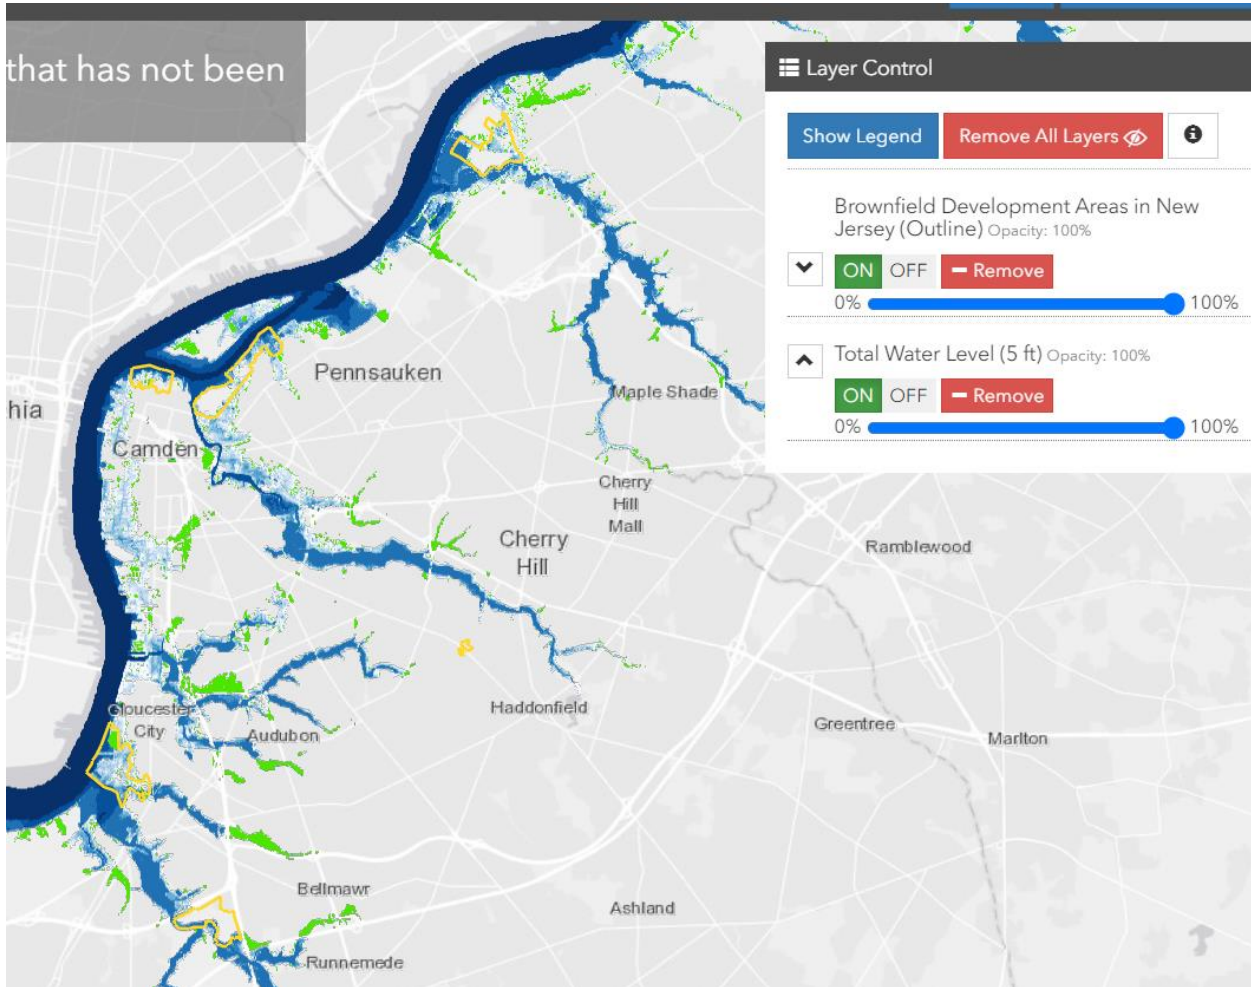 that has not been
Layer Control
Show Legend
Remove All Layers
Brownfield Development Areas in New
Jersey (Outline) Opacity: 100%
ON OFF Remove
0% 100%
Total Water Level (5 ft) Opacity: 100%
ON OFF Remove
0% 100%
Pennsauken
Maple Shade
hia
Camden
Cherry
Hill
Mall
Cherry
Hill
Ramblewood
Haddonfield
Gloucester
City
Audubon
Greentree
Marlton
Bellmawr
Ashland
Runnemede